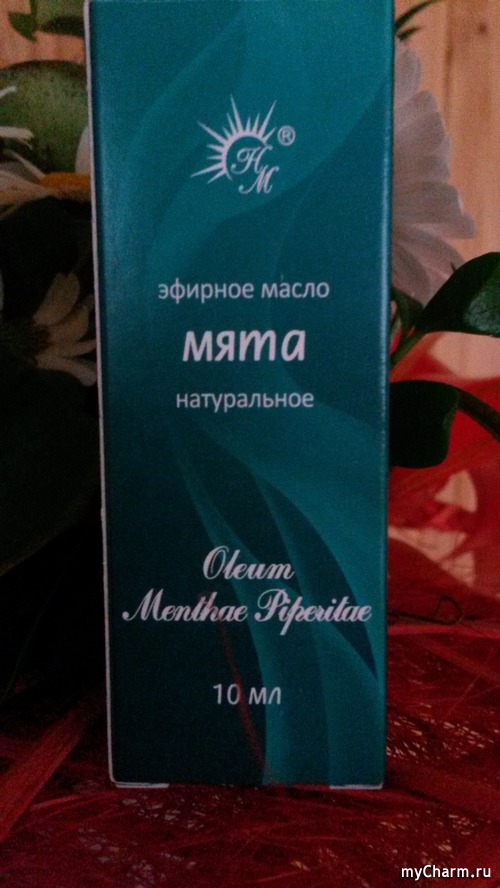 НМ®
эфирное масло
мята
натуральное
Oleum
Menthae Piperitae
10 мл
myCharm.ru